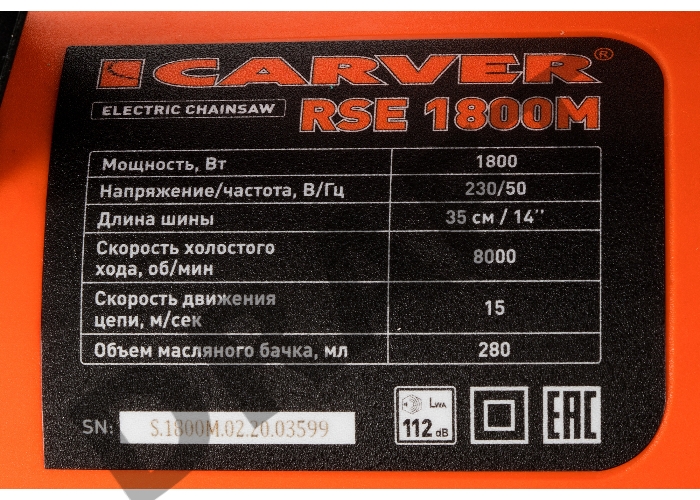 CARVER®
ELECTRIC CHAINSAW
RSE 1800M
Мощность, Вт 1800
Напряжение/частота, В/Гц 230/50
Длина шины 35 см / 14’’
Скорость холостого
хода, об/мин 8000
Скорость движения
цепи, м/сек 15
Объем масляного бачка, мл 280
SN: S.1800M.02.20.03599
LWA
112 dB
EAC